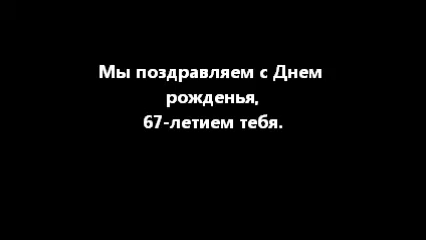 Мы поздравляем с Днем
рожденья,
67-летием тебя.